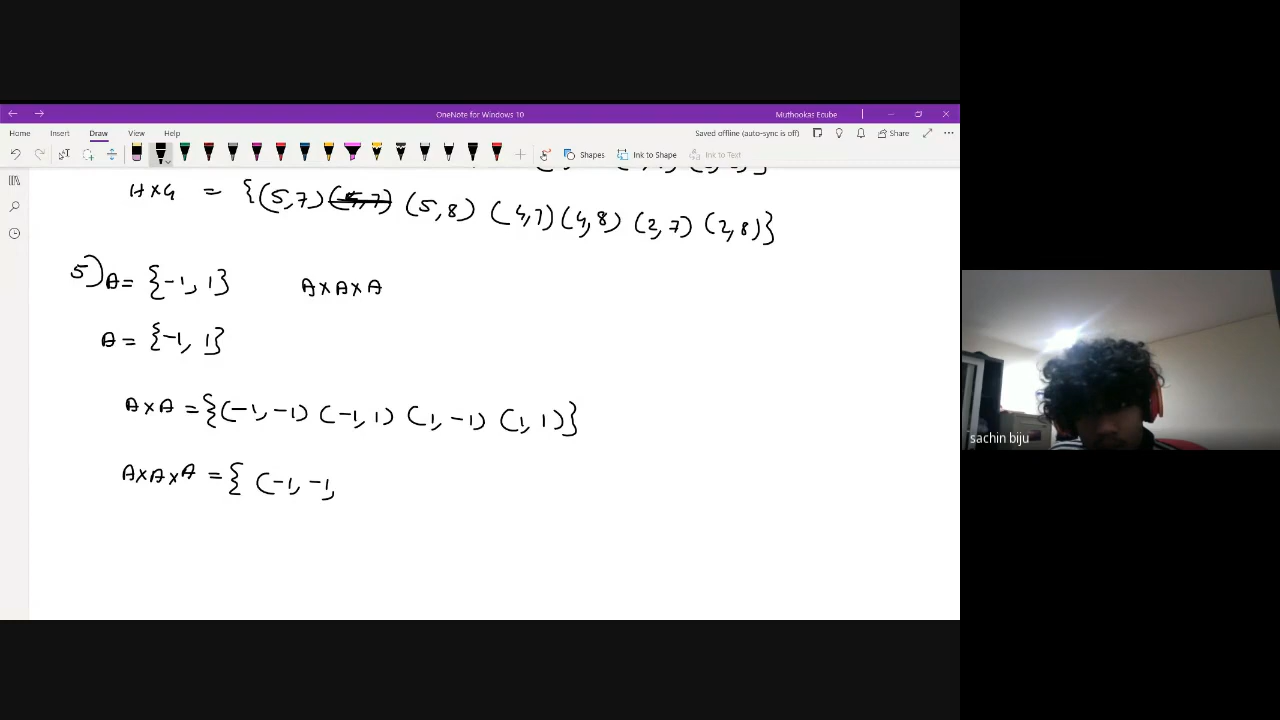 OneNote for Windows 10
Muthookas Ecube
Home Insert Draw View Help
Saved offline (auto-sync is off)
Share
Shapes Ink to Shape Ink to Text
H×G = {(5,7) (5,8) (4,7) (4,8) (2,7) (2,8)}
5) A = {-1, 1} A×A×A
A = {-1, 1}
A×A = {(-1, -1) (-1, 1) (1, -1) (1, 1)}
A×A×A = { (-1, -1,
sachin biju